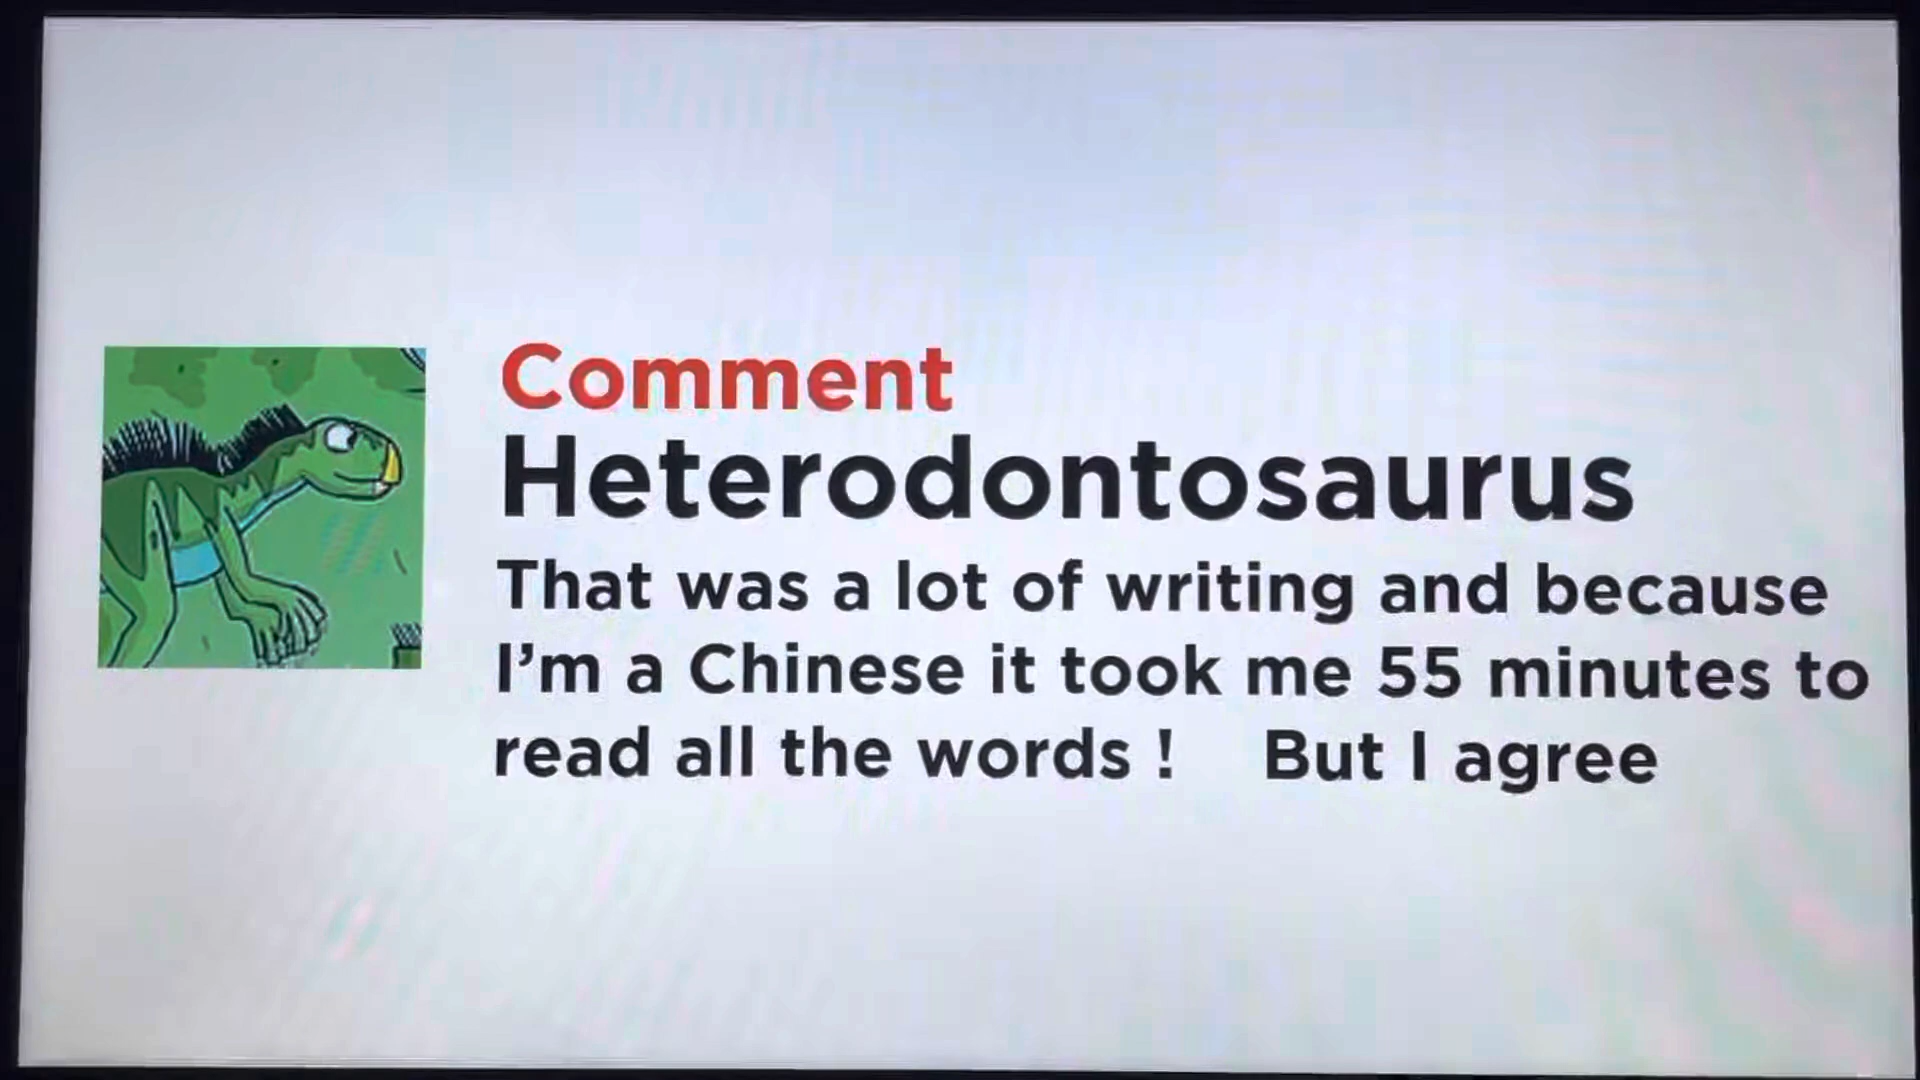 Comment
Heterodontosaurus
That was a lot of writing and because
I’m a Chinese it took me 55 minutes to
read all the words !    But I agree